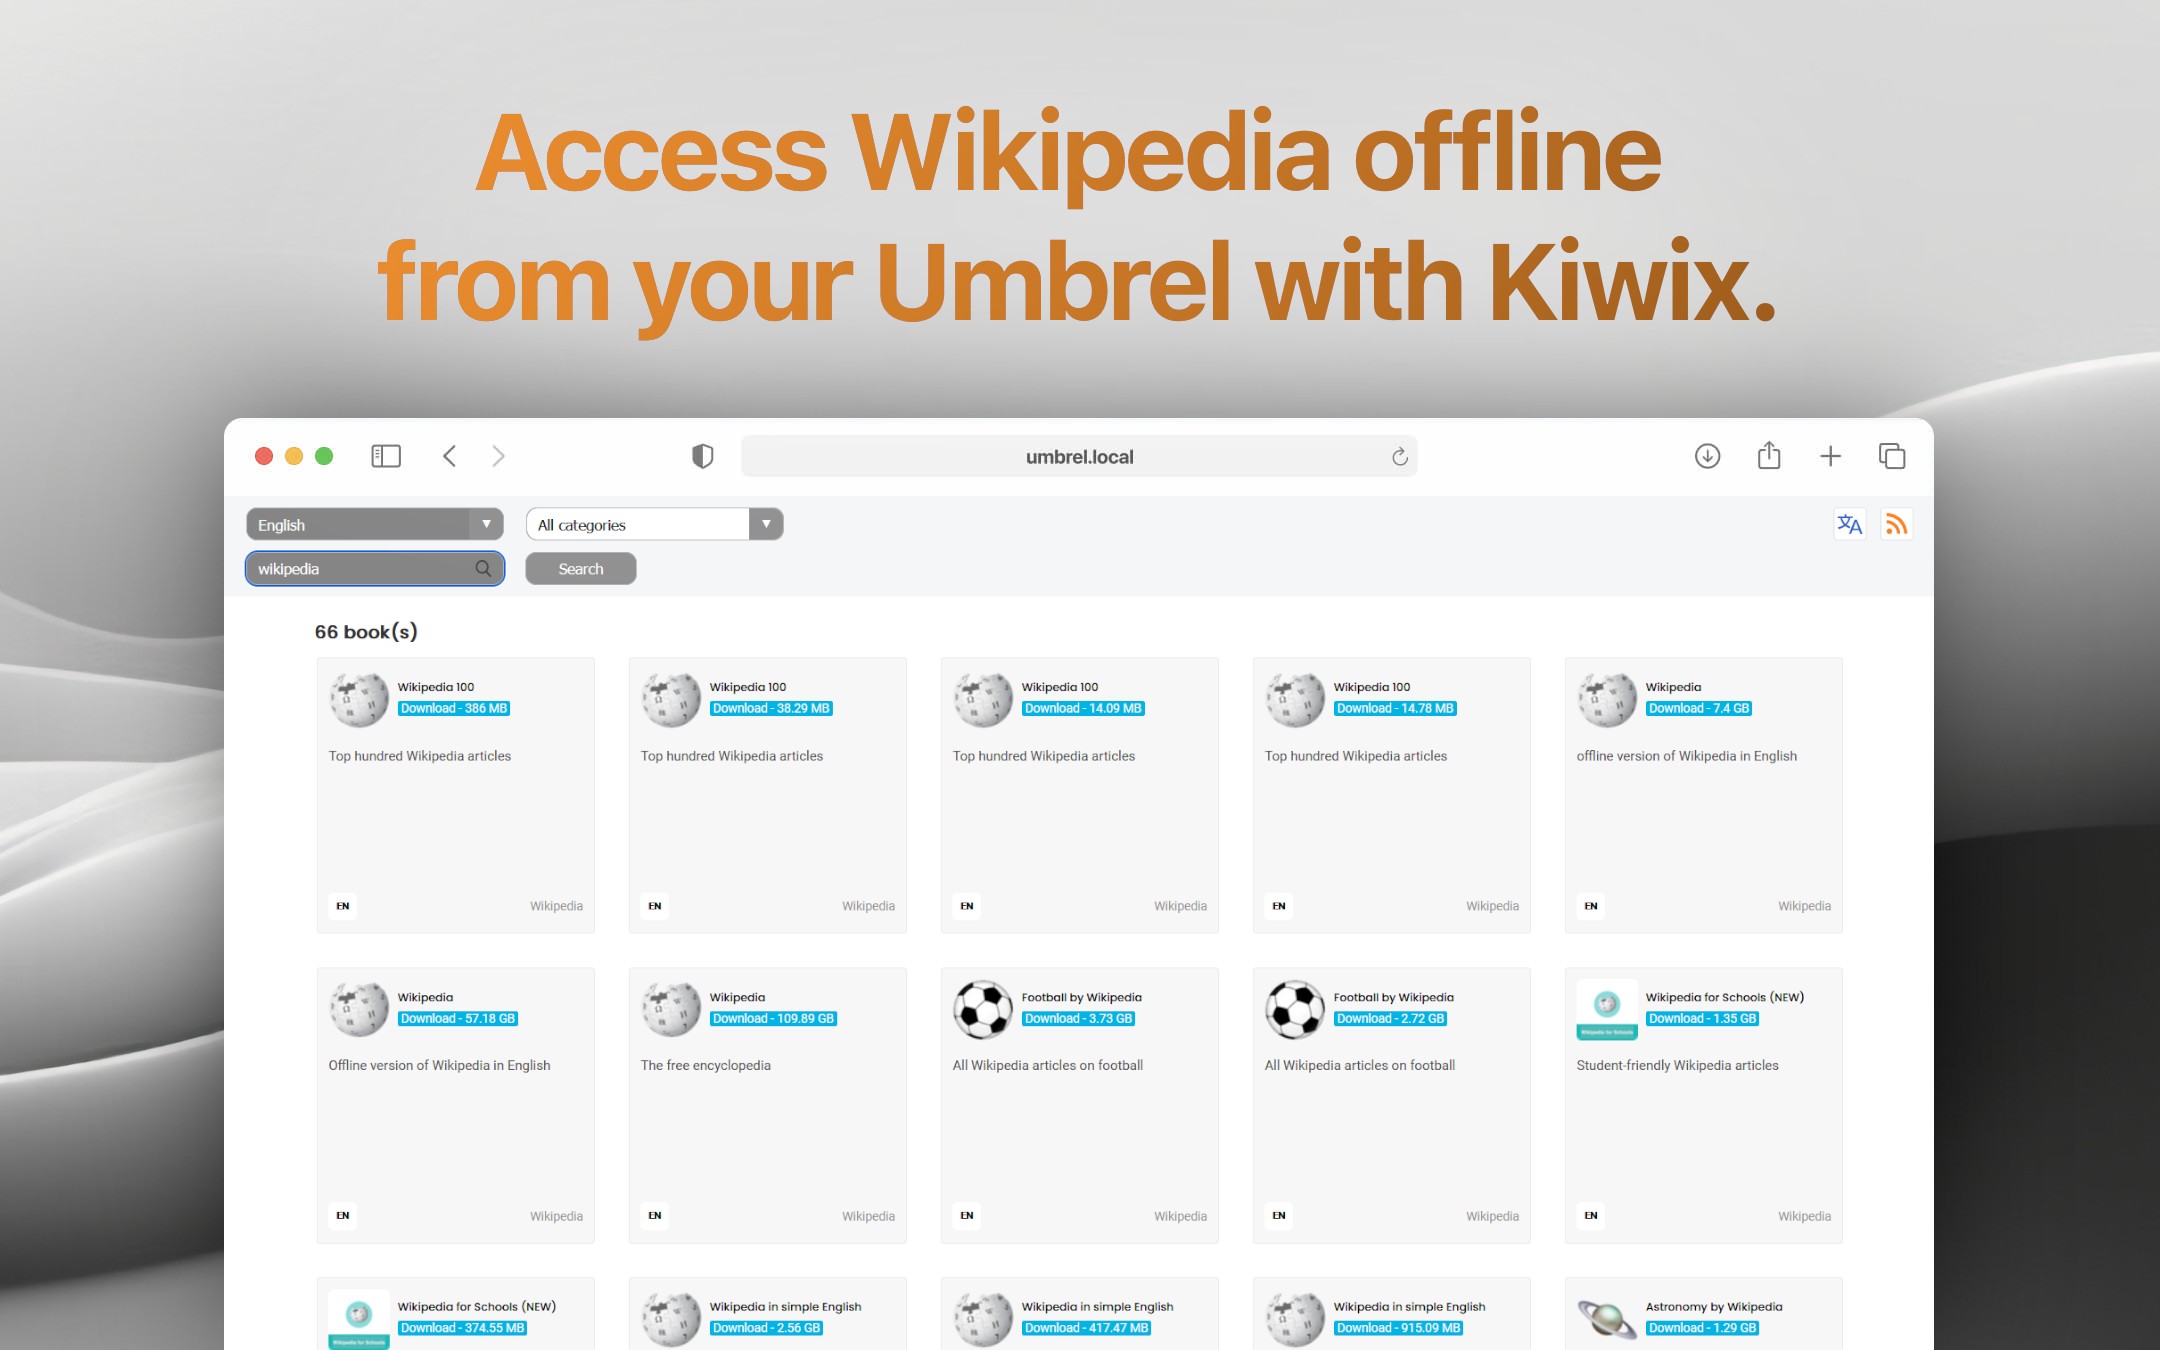 Access Wikipedia offline
from your Umbrel with Kiwix.
umbrel.local
English
All categories
wikipedia
Search
66 book(s)
Wikipedia 100
Download - 386 MB
Top hundred Wikipedia articles
EN
Wikipedia
Wikipedia 100
Download - 38.29 MB
Top hundred Wikipedia articles
EN
Wikipedia
Wikipedia 100
Download - 14.09 MB
Top hundred Wikipedia articles
EN
Wikipedia
Wikipedia 100
Download - 14.78 MB
Top hundred Wikipedia articles
EN
Wikipedia
Wikipedia
Download - 7.4 GB
offline version of Wikipedia in English
EN
Wikipedia
Wikipedia
Download - 57.18 GB
Offline version of Wikipedia in English
EN
Wikipedia
Wikipedia
Download - 109.89 GB
The free encyclopedia
EN
Wikipedia
Football by Wikipedia
Download - 3.73 GB
All Wikipedia articles on football
EN
Wikipedia
Football by Wikipedia
Download - 2.72 GB
All Wikipedia articles on football
EN
Wikipedia
Wikipedia for Schools (NEW)
Download - 1.35 GB
Wikipedia for Schools
Student-friendly Wikipedia articles
EN
Wikipedia
Wikipedia for Schools (NEW)
Download - 374.55 MB
Wikipedia for Schools
Wikipedia in simple English
Download - 2.56 GB
Wikipedia in simple English
Download - 417.47 MB
Wikipedia in simple English
Download - 915.09 MB
Astronomy by Wikipedia
Download - 1.29 GB